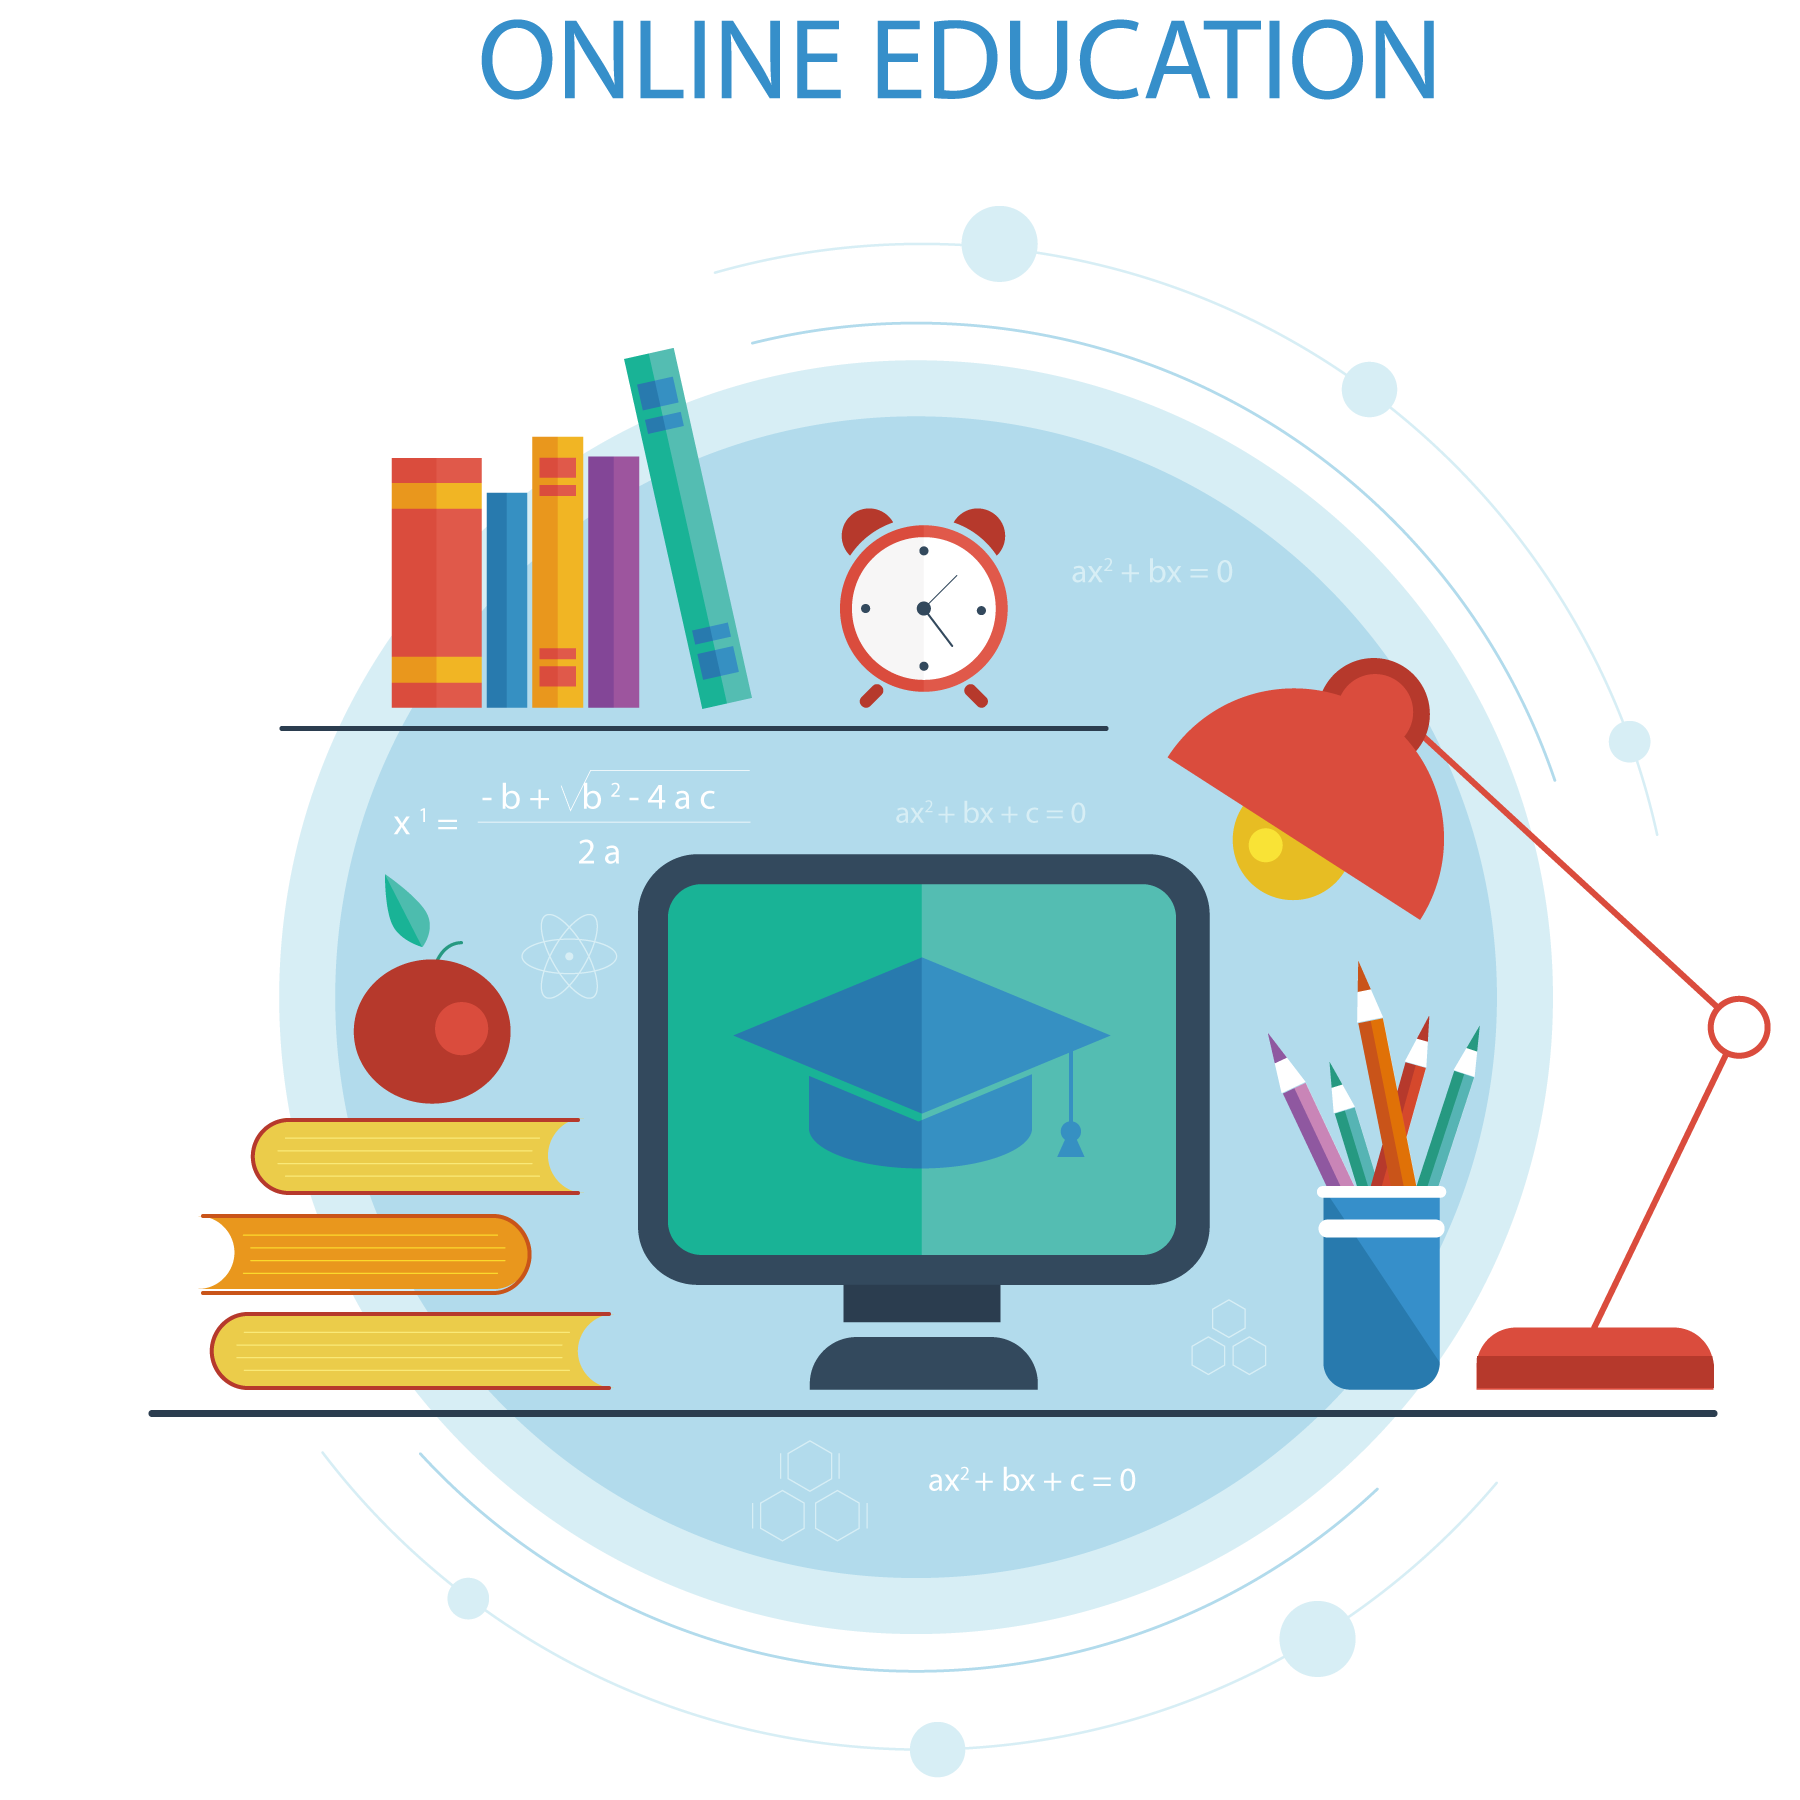 ONLINE EDUCATION
ax² + bx = 0
x¹ = -b + √b² - 4ac
2a
ax² + bx + c = 0
ax² + bx + c = 0